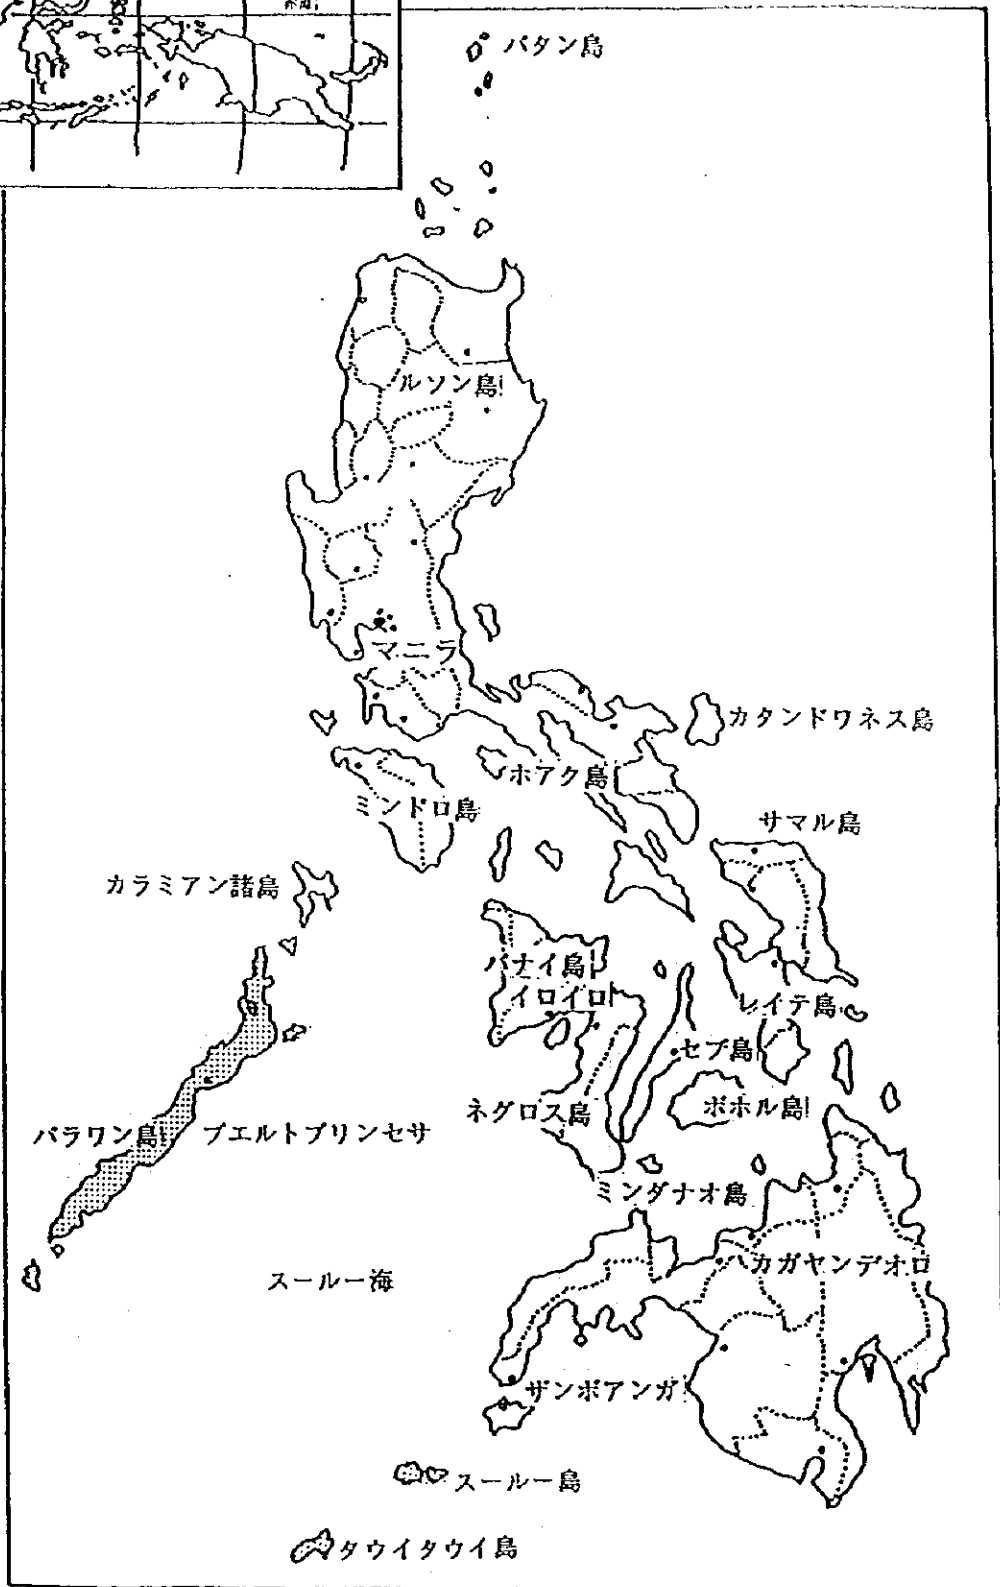 赤道
バタン島
ルソン島
マニラ
カタンドワネス島
ホアク島
ミンドロ島
サマル島
カラミアン諸島
パナイ島
イロイロ
レイテ島
セブ島
ネグロス島
ボホル島
パラワン島
プエルトプリンセサ
ミンダナオ島
カガヤンデオロ
スールー海
ザンボアンガ
スールー島
タウイタウイ島